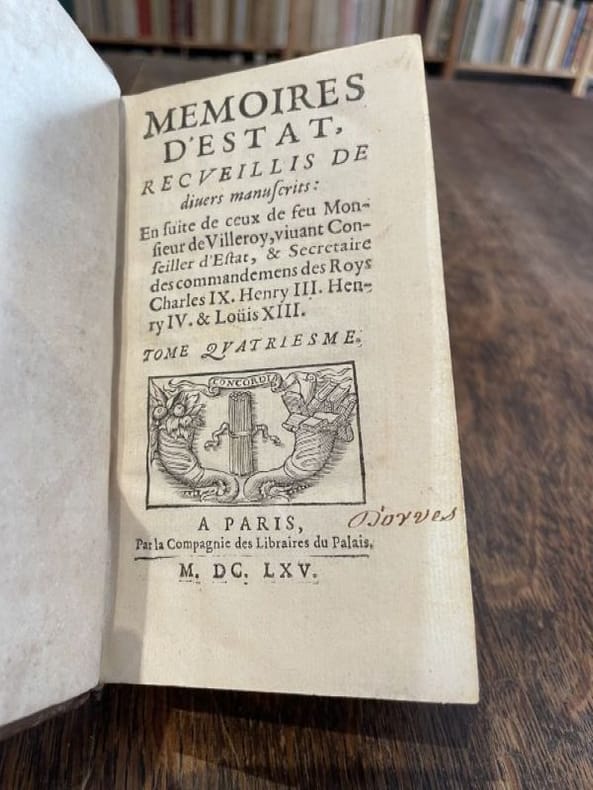 MEMOIRES
D'ESTAT,
RECVEILLIS DE
diuers manuſcrits:
En ſuite de ceux de feu Mon-
ſieur de Villeroy, viuant Con-
ſeiller d'Eſtat, & Secretaire
des commandemens des Roys
Charles IX. Henry III. Hen-
ry IV. & Loüis XIII.
TOME QVATRIESME.
CONCORDIA
A PARIS,
Par la Compagnie des Libraires du Palais.
M. DC. LXV.